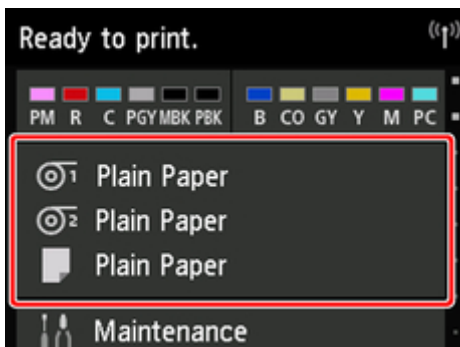 Ready to print.
PM R C PGY MBK PBK B CO GY Y M PC
1 Plain Paper
2 Plain Paper
Plain Paper
Maintenance